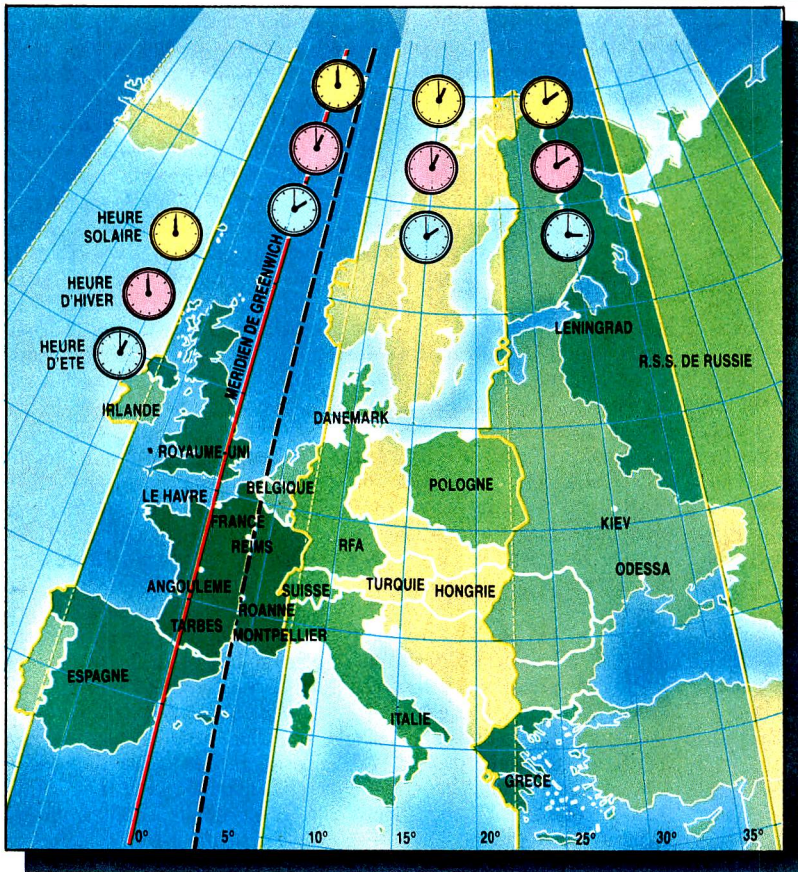 HEURE
SOLAIRE
HEURE
D'HIVER
HEURE
D'ETE
MERIDIEN DE GREENWICH
LENINGRAD
R.S.S. DE RUSSIE
IRLANDE
DANEMARK
ROYAUME-UNI
LE HAVRE
BELGIQUE
POLOGNE
FRANCE
KIEV
REIMS
RFA
ODESSA
ANGOULEME
SUISSE
TURQUIE
HONGRIE
ROANNE
TARBES
MONTPELLIER
ESPAGNE
ITALIE
GRECE
0°
5°
10°
15°
20°
25°
30°
35°